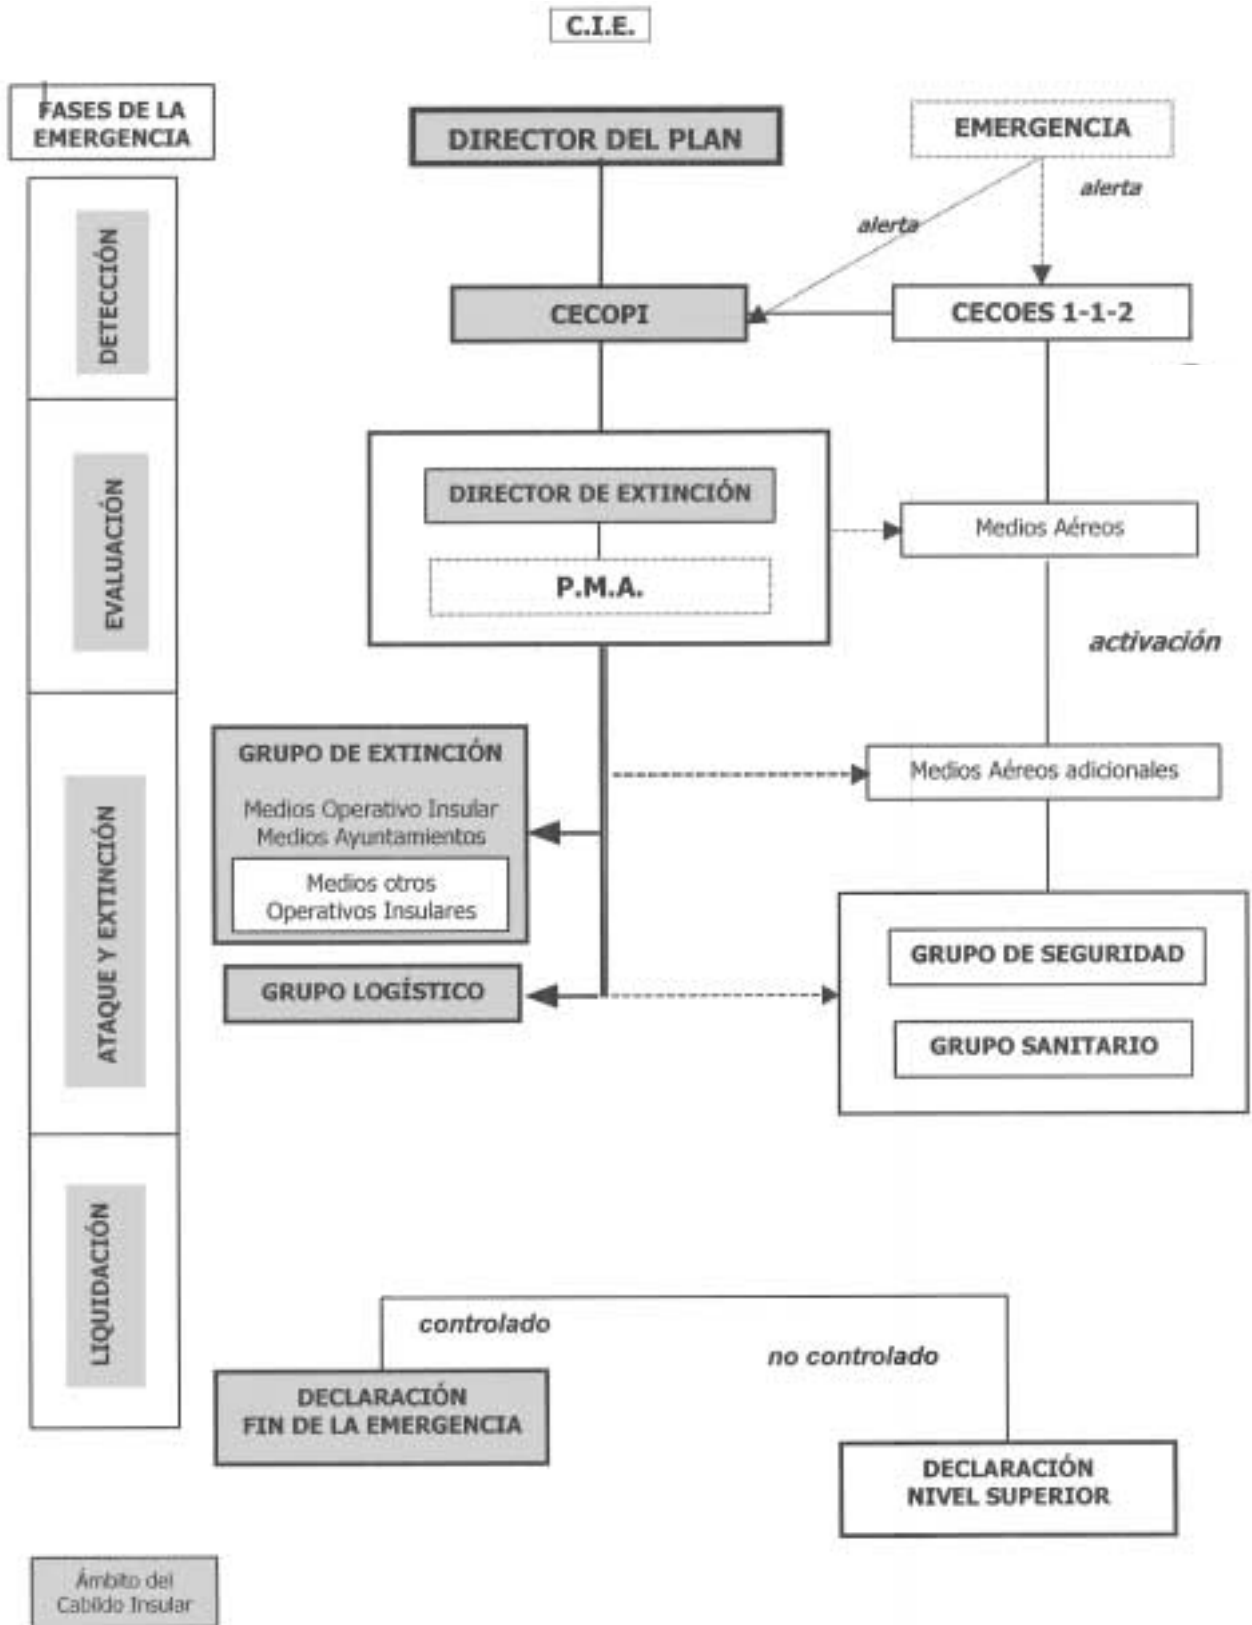 C.I.E.
FASES DE LA
EMERGENCIA
DIRECTOR DEL PLAN
EMERGENCIA
alerta
alerta
DETECCIÓN
CECOPI
CECOES 1-1-2
EVALUACIÓN
DIRECTOR DE EXTINCIÓN
P.M.A.
Medios Aéreos
activación
ATAQUE Y EXTINCIÓN
GRUPO DE EXTINCIÓN
Medios Operativo Insular
Medios Ayuntamientos
Medios otros
Operativos Insulares
Medios Aéreos adicionales
GRUPO LOGÍSTICO
GRUPO DE SEGURIDAD
GRUPO SANITARIO
LIQUIDACIÓN
controlado
no controlado
DECLARACIÓN
FIN DE LA EMERGENCIA
DECLARACIÓN
NIVEL SUPERIOR
Ámbito del
Cabildo Insular